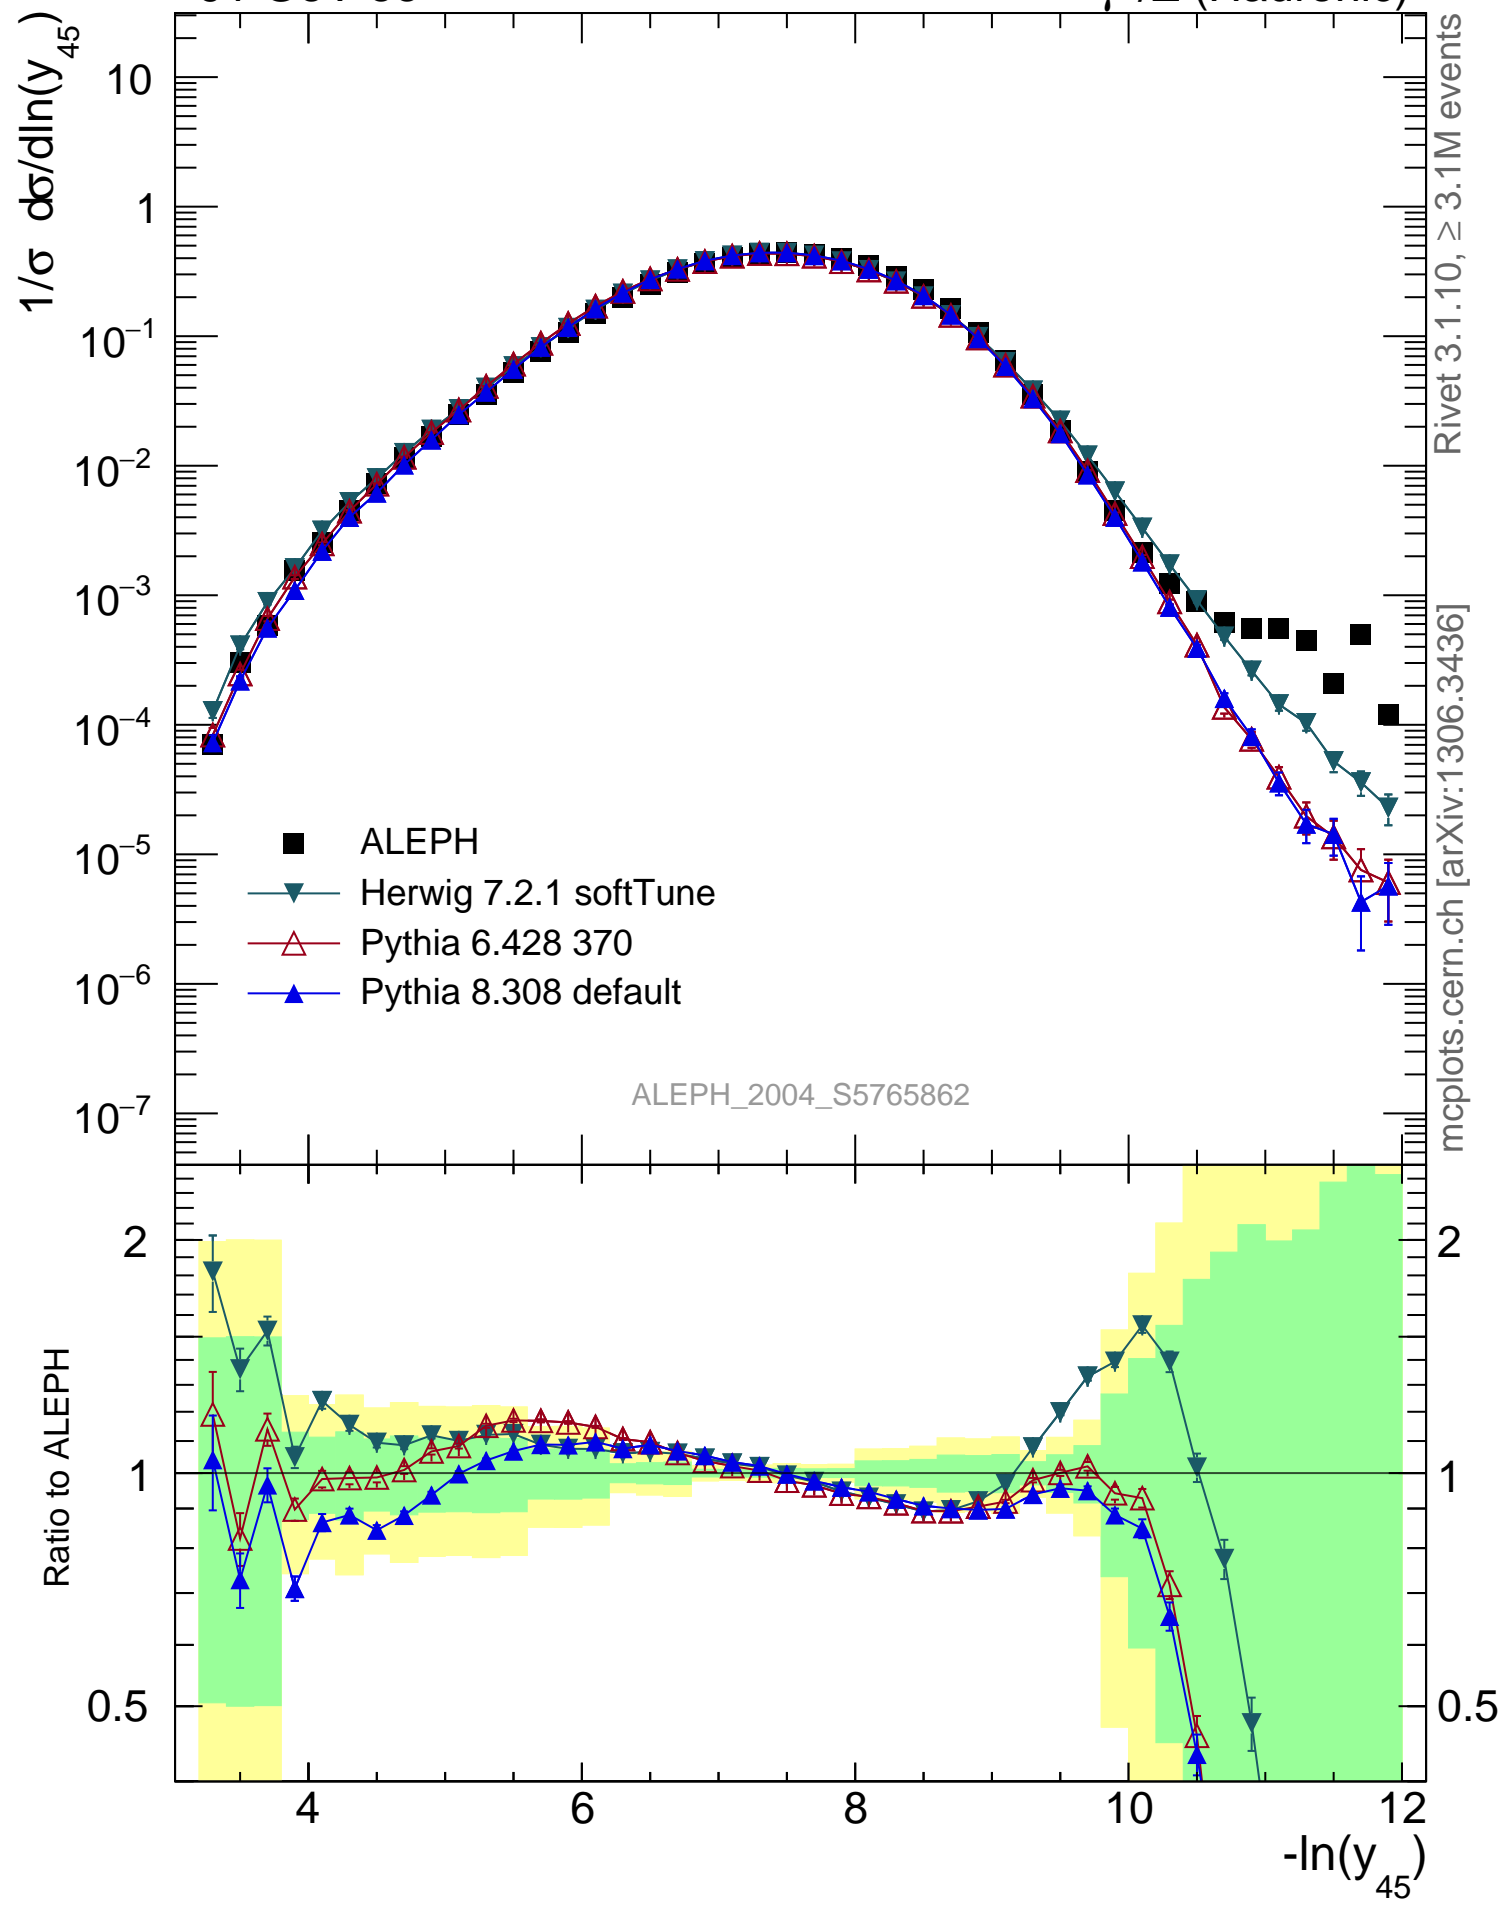 1/σ dσ/dln(y45)
10
1
10−1
10−2
10−3
10−4
10−5
10−6
10−7
ALEPH
Herwig 7.2.1 softTune
Pythia 6.428 370
Pythia 8.308 default
ALEPH_2004_S5765862
Rivet 3.1.10, ≥ 3.1M events
mcplots.cern.ch [arXiv:1306.3436]
Ratio to ALEPH
2
1
0.5
2
1
0.5
4 6 8 10 12
-ln(y45)